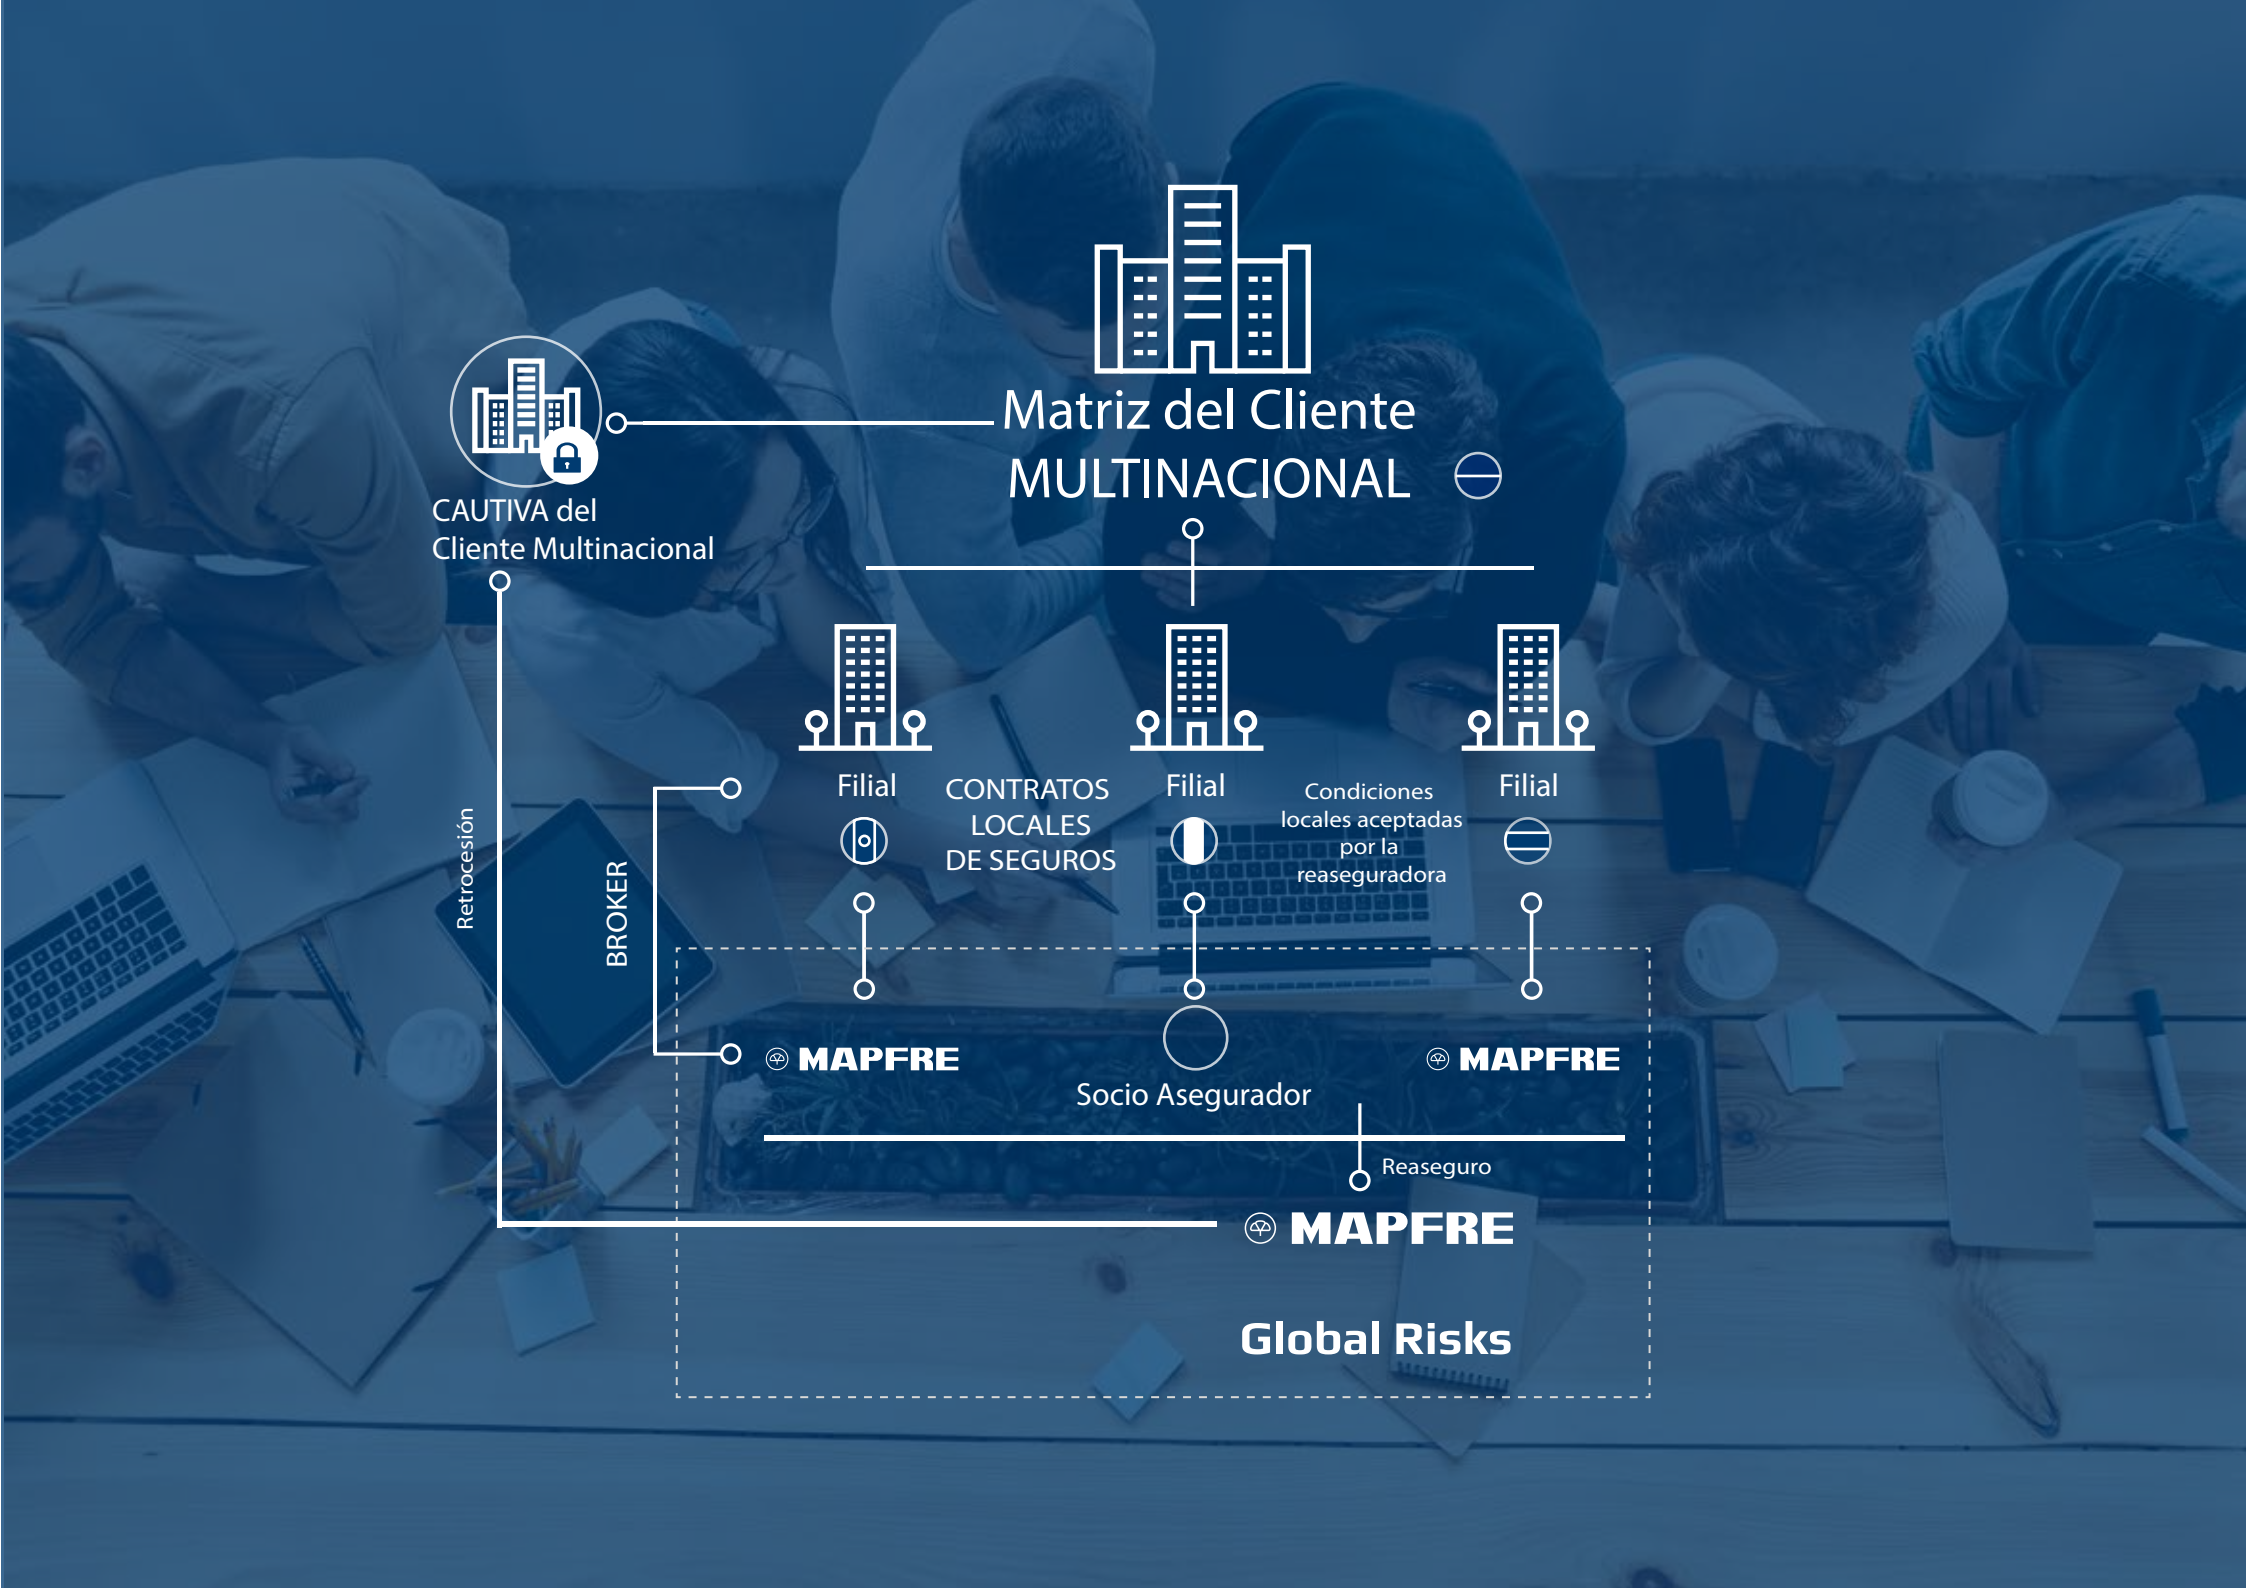 Matriz del Cliente
MULTINACIONAL
CAUTIVA del
Cliente Multinacional
Filial
CONTRATOS
LOCALES
DE SEGUROS
Filial
Condiciones
locales aceptadas
por la
reaseguradora
Filial
Retrocesión
BROKER
MAPFRE
Socio Asegurador
MAPFRE
Reaseguro
MAPFRE
Global Risks